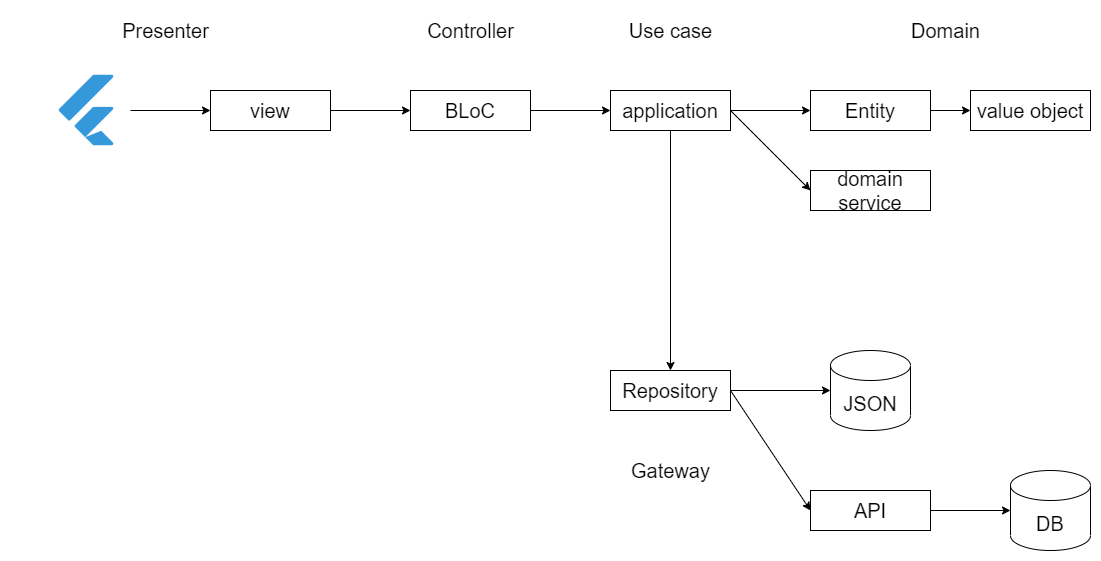 Presenter
Controller
Use case
Domain
view
BLoC
application
Entity
value object
domain
service
Repository
JSON
Gateway
API
DB